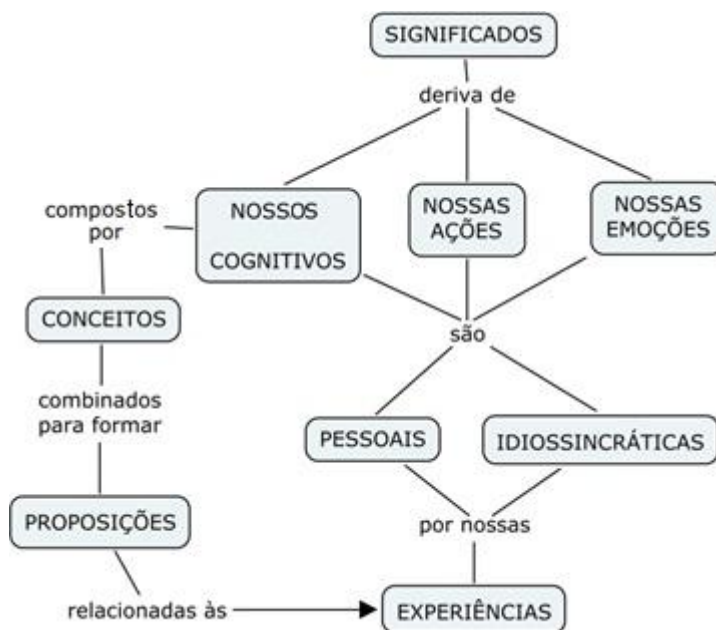 SIGNIFICADOS
deriva de
compostos
por
NOSSOS
COGNITIVOS
NOSSAS
AÇÕES
NOSSAS
EMOÇÕES
CONCEITOS
são
combinados
para formar
PESSOAIS
IDIOSSINCRÁTICAS
PROPOSIÇÕES
por nossas
relacionadas às
EXPERIÊNCIAS